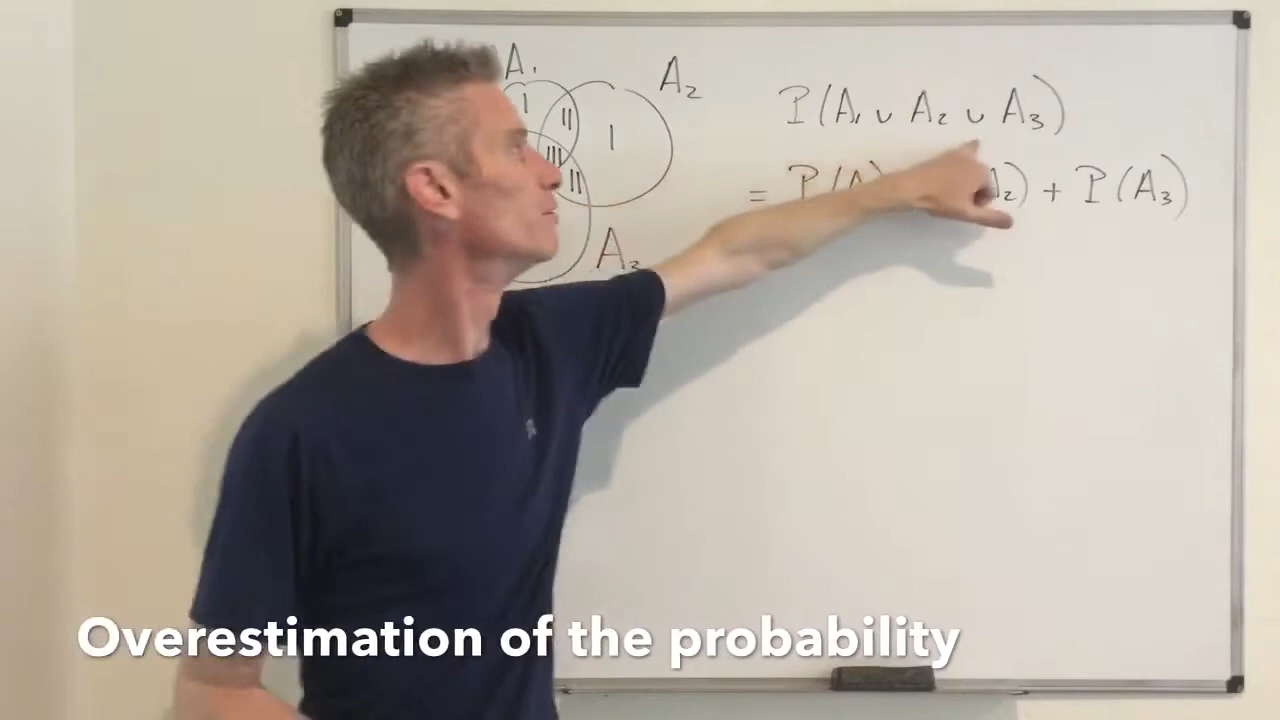 A₁
A₂
I
II
I
III
II
A₃
P(A₁ ∪ A₂ ∪ A₃)
= P(A₂) + P(A₃)
Overestimation of the probability